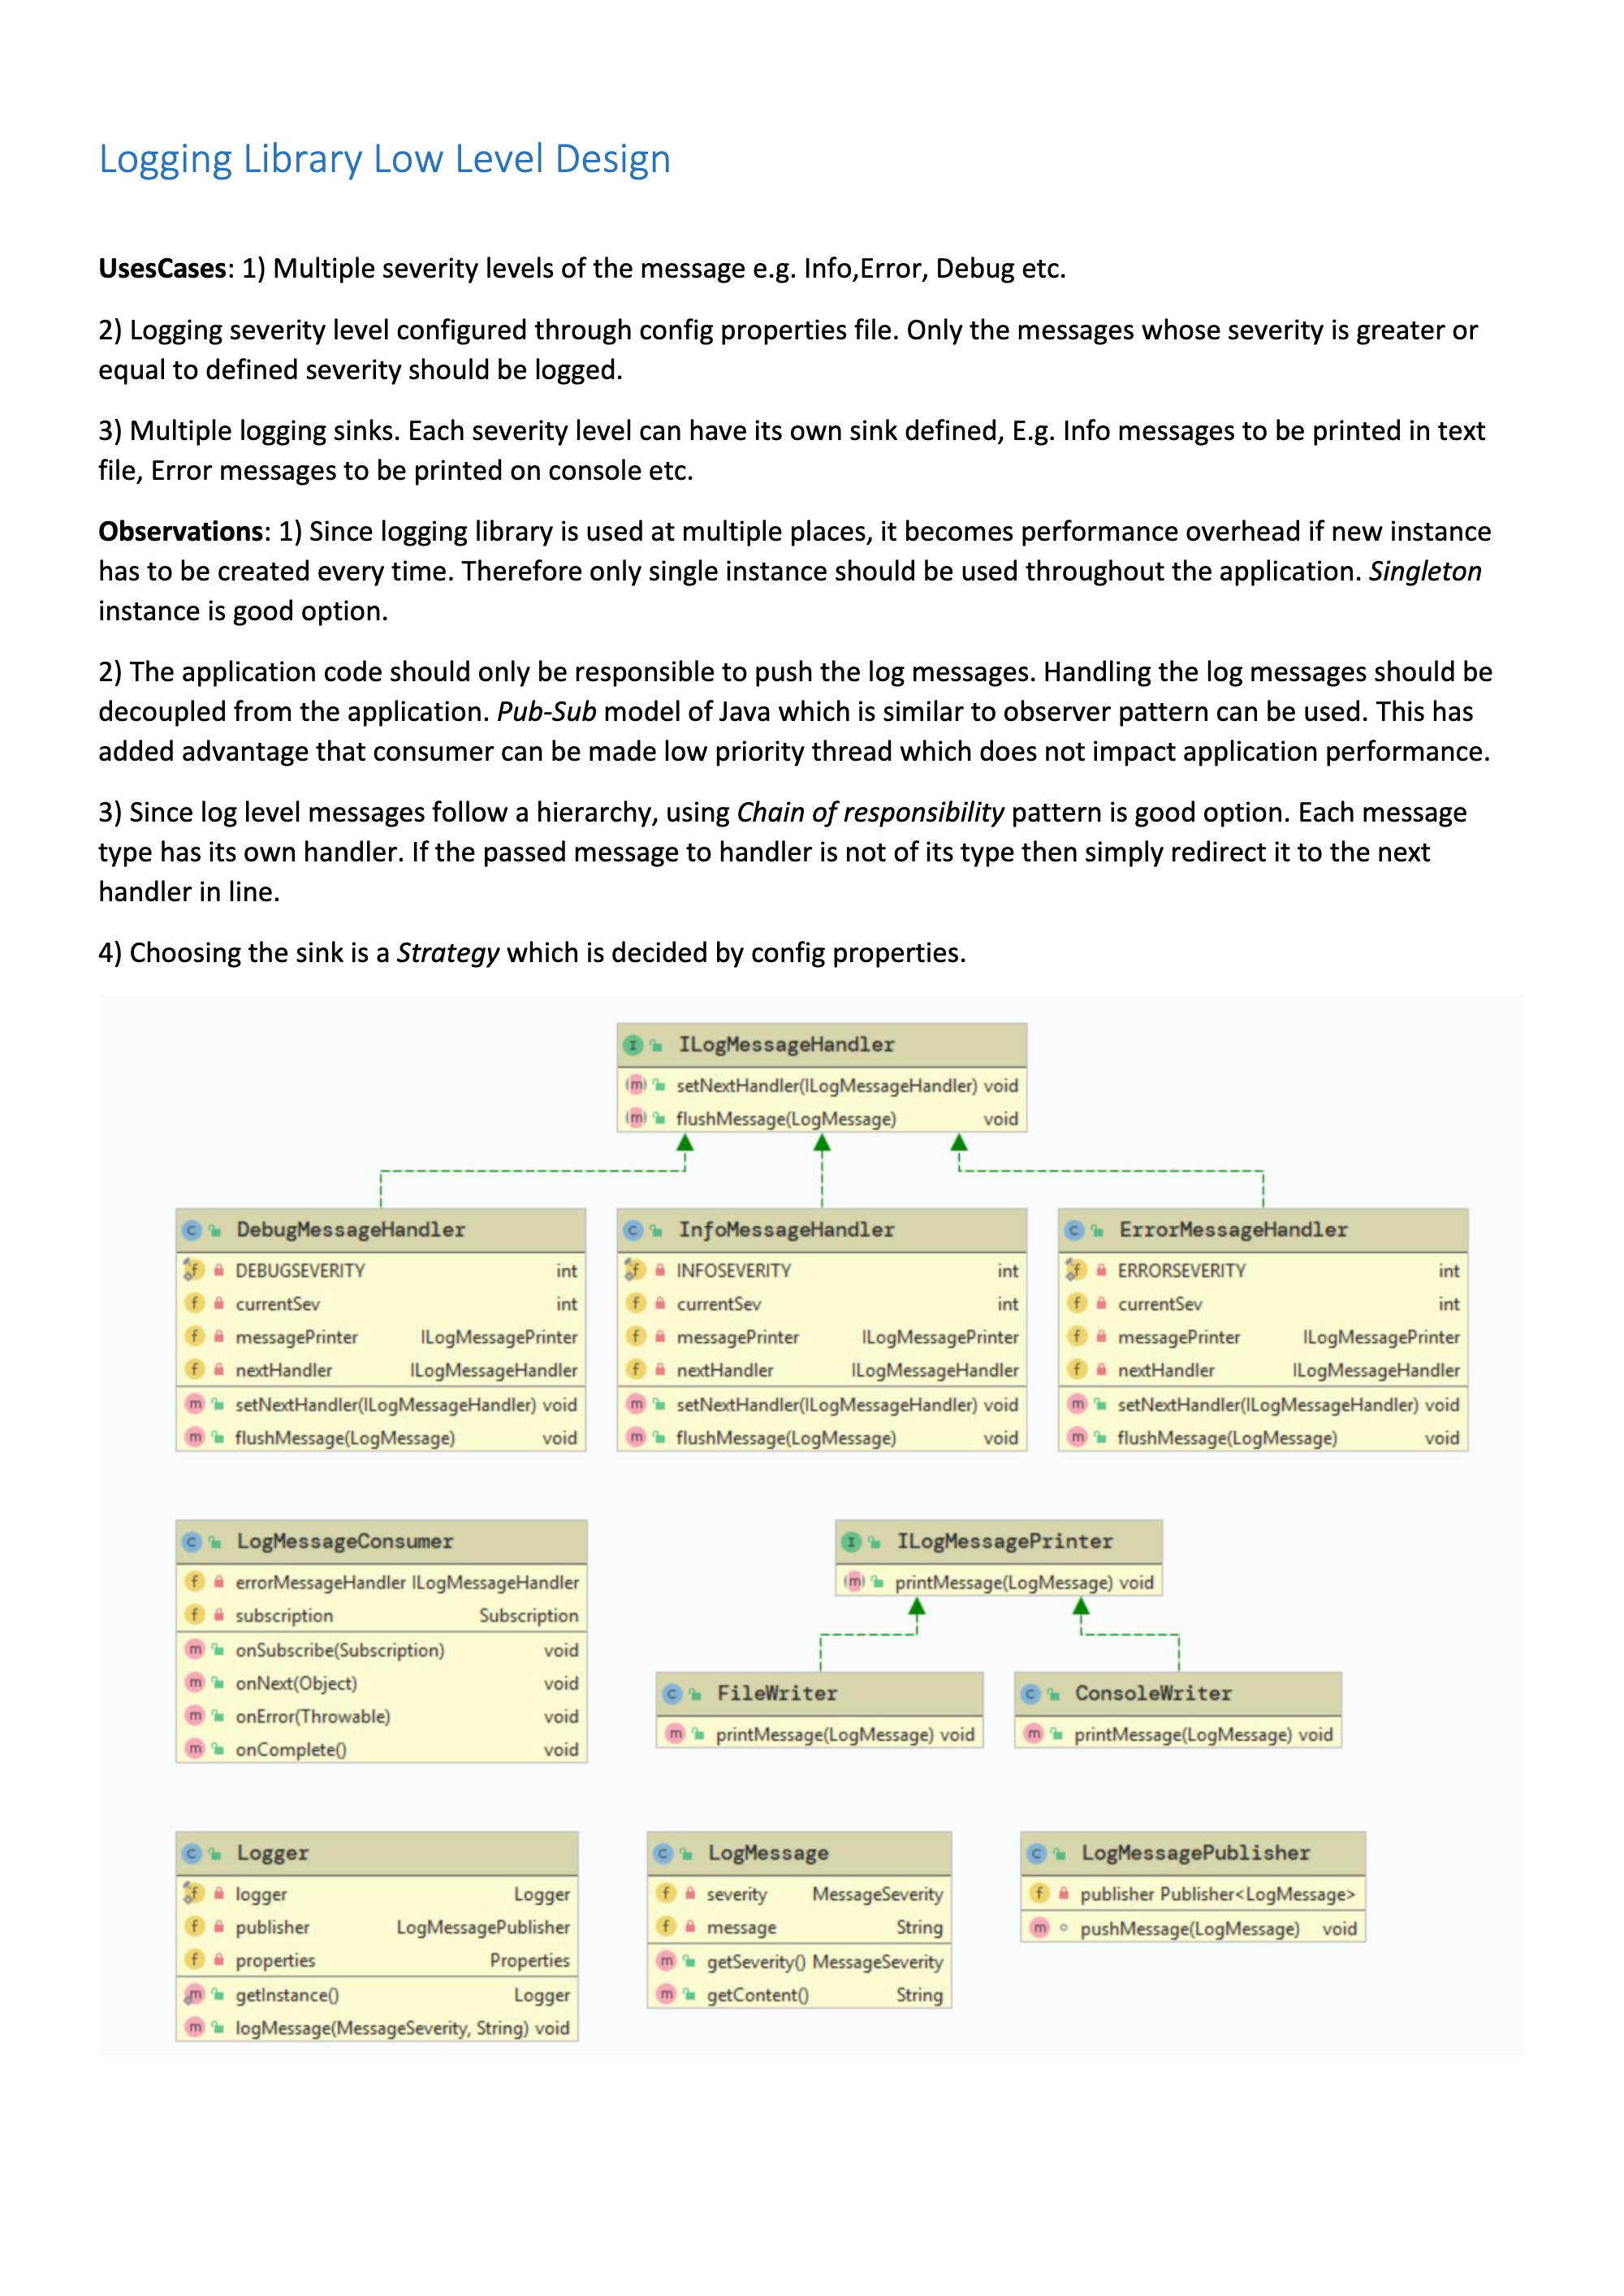 Logging Library Low Level Design
UsesCases: 1) Multiple severity levels of the message e.g. Info,Error, Debug etc.
2) Logging severity level configured through config properties file. Only the messages whose severity is greater or
equal to defined severity should be logged.
3) Multiple logging sinks. Each severity level can have its own sink defined, E.g. Info messages to be printed in text
file, Error messages to be printed on console etc.
Observations: 1) Since logging library is used at multiple places, it becomes performance overhead if new instance
has to be created every time. Therefore only single instance should be used throughout the application. Singleton
instance is good option.
2) The application code should only be responsible to push the log messages. Handling the log messages should be
decoupled from the application. Pub-Sub model of Java which is similar to observer pattern can be used. This has
added advantage that consumer can be made low priority thread which does not impact application performance.
3) Since log level messages follow a hierarchy, using Chain of responsibility pattern is good option. Each message
type has its own handler. If the passed message to handler is not of its type then simply redirect it to the next
handler in line.
4) Choosing the sink is a Strategy which is decided by config properties.
I ILogMessageHandler
m setNextHandler(ILogMessageHandler) void
m flushMessage(LogMessage) void
C DebugMessageHandler
f DEBUGSEVERITY int
f currentSev int
f messagePrinter ILogMessagePrinter
f nextHandler ILogMessageHandler
m setNextHandler(ILogMessageHandler) void
m flushMessage(LogMessage) void
C InfoMessageHandler
f INFOSEVERITY int
f currentSev int
f messagePrinter ILogMessagePrinter
f nextHandler ILogMessageHandler
m setNextHandler(ILogMessageHandler) void
m flushMessage(LogMessage) void
C ErrorMessageHandler
f ERRORSEVERITY int
f currentSev int
f messagePrinter ILogMessagePrinter
f nextHandler ILogMessageHandler
m setNextHandler(ILogMessageHandler) void
m flushMessage(LogMessage) void
C LogMessageConsumer
f errorMessageHandler ILogMessageHandler
f subscription Subscription
m onSubscribe(Subscription) void
m onNext(Object) void
m onError(Throwable) void
m onComplete() void
I ILogMessagePrinter
m printMessage(LogMessage) void
C FileWriter
m printMessage(LogMessage) void
C ConsoleWriter
m printMessage(LogMessage) void
C Logger
f logger Logger
f publisher LogMessagePublisher
f properties Properties
m getInstance() Logger
m logMessage(MessageSeverity, String) void
C LogMessage
f severity MessageSeverity
f message String
m getSeverity() MessageSeverity
m getContent() String
C LogMessagePublisher
f publisher Publisher<LogMessage>
m pushMessage(LogMessage) void